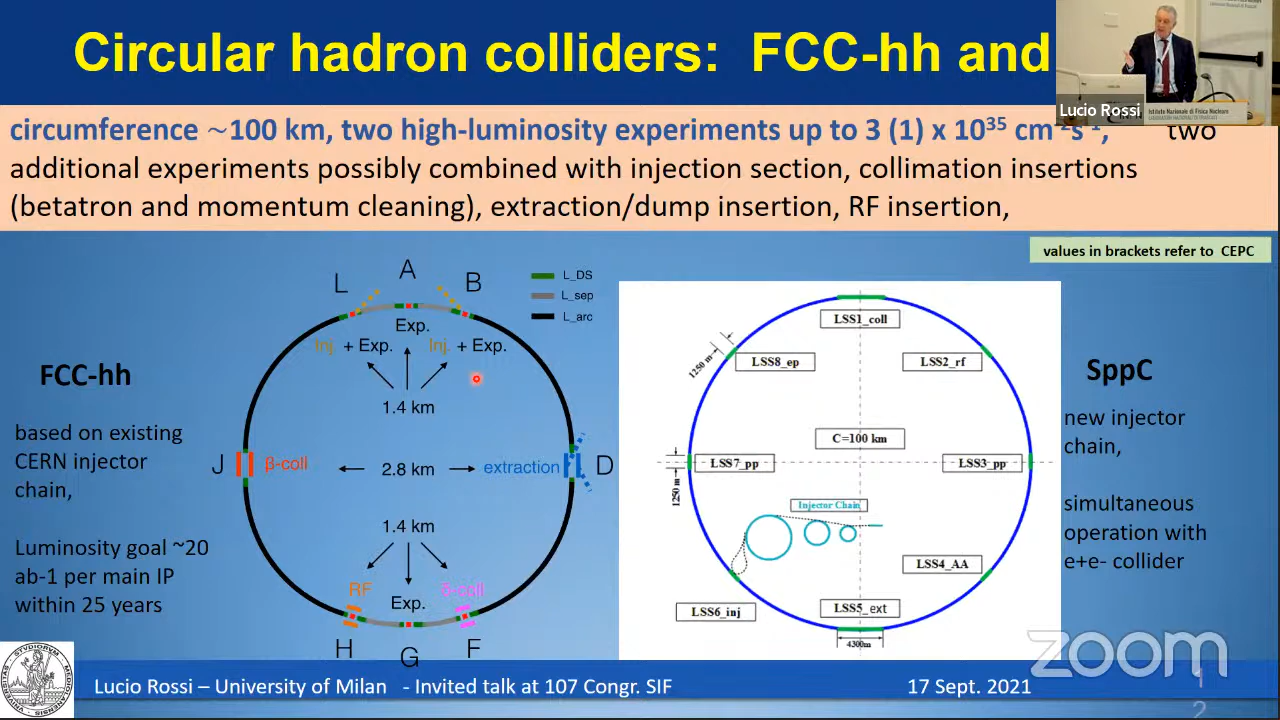 Circular hadron colliders: FCC-hh and
Lucio Rossi
Istituto Nazionale di Fisica Nucleare
circumference ~100 km, two high-luminosity experiments up to 3 (1) x 10³⁵ cm⁻²s⁻¹, two
additional experiments possibly combined with injection section, collimation insertions
(betatron and momentum cleaning), extraction/dump insertion, RF insertion,
values in brackets refer to CEPC
FCC-hh
based on existing
CERN injector
chain,
Luminosity goal ~20
ab-1 per main IP
within 25 years
L A B
L_DS
L_sep
L_arc
Exp.
Inj. + Exp. Inj. + Exp.
1.4 km
J β-coll 2.8 km extraction D
1.4 km
RF Exp. δ-coll
H G F
LSS1_coll
LSS8_ep LSS2_rf
1250 m
C=100 km
LSS7_pp LSS3_pp
1250 m
Injector Chain
LSS4_AA
LSS6_inj LSS5_ext
4300m
SppC
new injector
chain,
simultaneous
operation with
e+e- collider
zoom
Lucio Rossi – University of Milan - Invited talk at 107 Congr. SIF 17 Sept. 2021
1
2